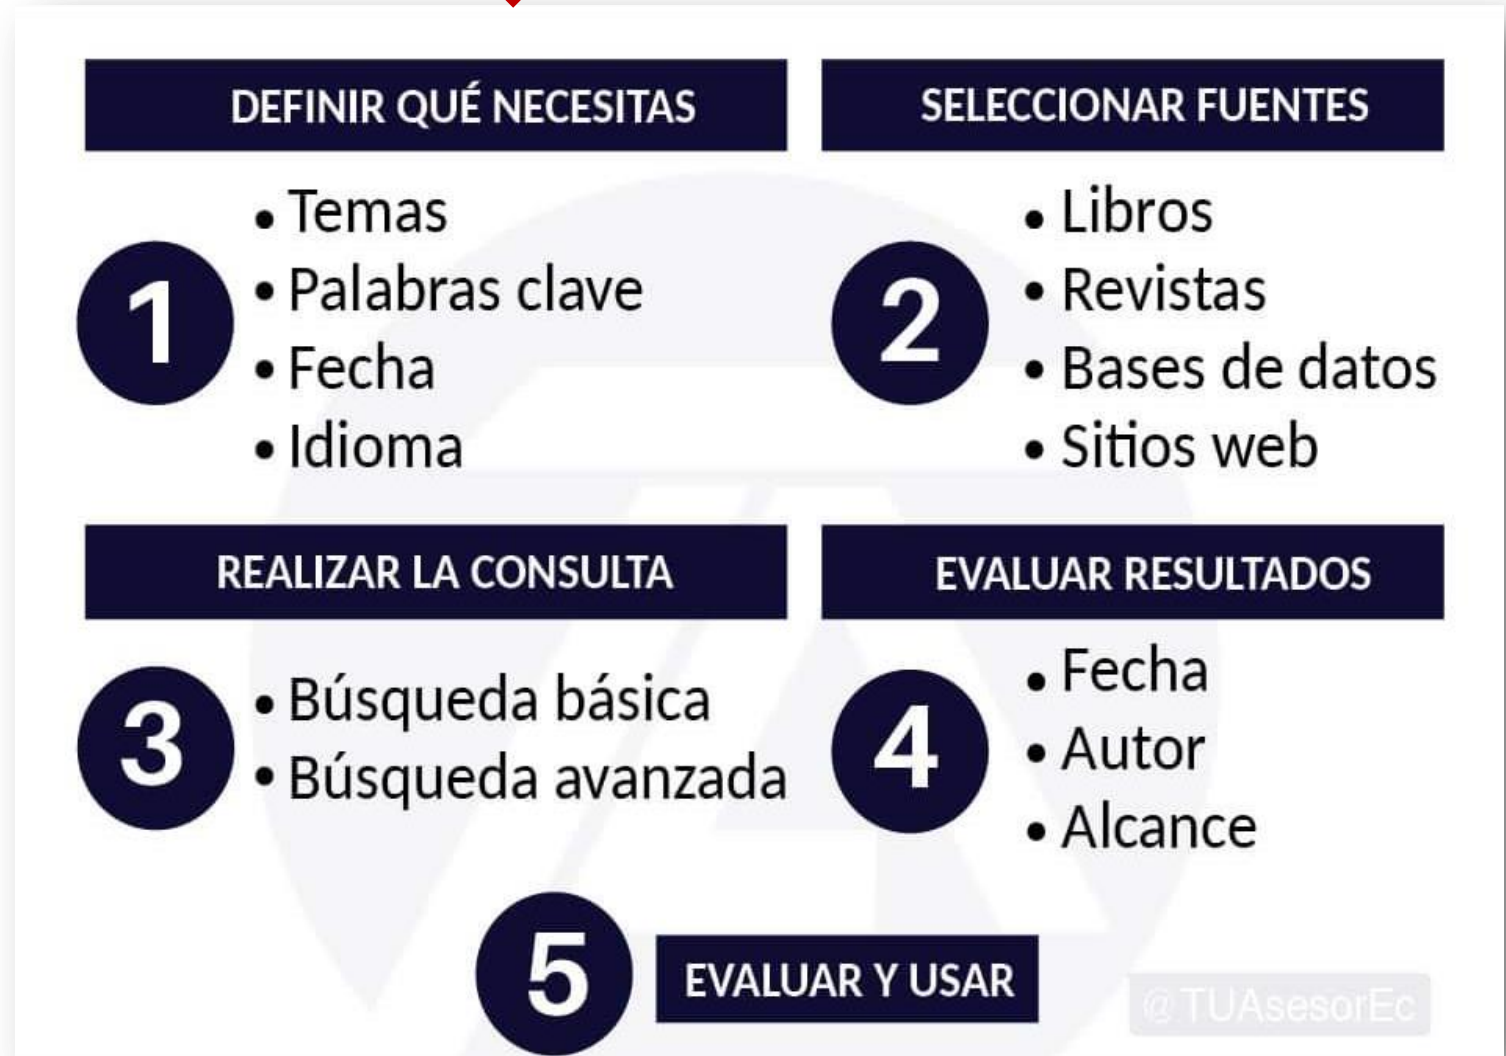 DEFINIR QUÉ NECESITAS
1
• Temas
• Palabras clave
• Fecha
• Idioma
SELECCIONAR FUENTES
2
• Libros
• Revistas
• Bases de datos
• Sitios web
REALIZAR LA CONSULTA
3
• Búsqueda básica
• Búsqueda avanzada
EVALUAR RESULTADOS
4
• Fecha
• Autor
• Alcance
5
EVALUAR Y USAR
@TUAsesorEc